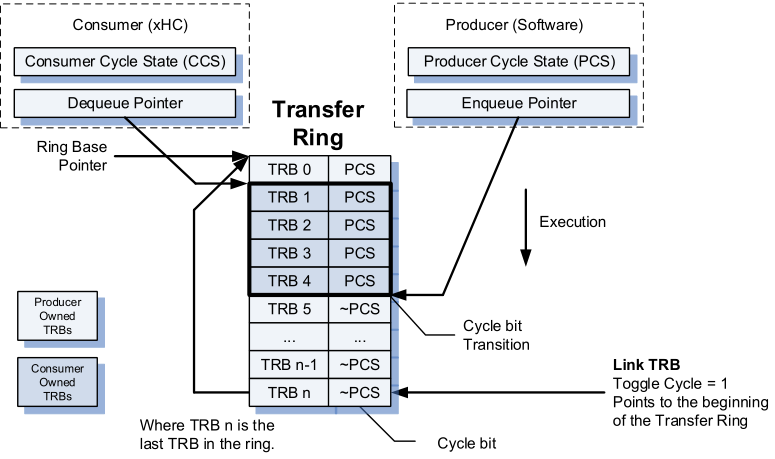 Consumer (xHC)
Consumer Cycle State (CCS)
Dequeue Pointer
Producer (Software)
Producer Cycle State (PCS)
Enqueue Pointer
Transfer
Ring
Ring Base
Pointer
TRB 0 PCS
TRB 1 PCS
TRB 2 PCS
TRB 3 PCS
TRB 4 PCS
TRB 5 ~PCS
... ...
TRB n-1 ~PCS
TRB n ~PCS
Execution
Cycle bit
Transition
Producer
Owned
TRBs
Consumer
Owned
TRBs
Link TRB
Toggle Cycle = 1
Points to the beginning
of the Transfer Ring
Where TRB n is the
last TRB in the ring.
Cycle bit